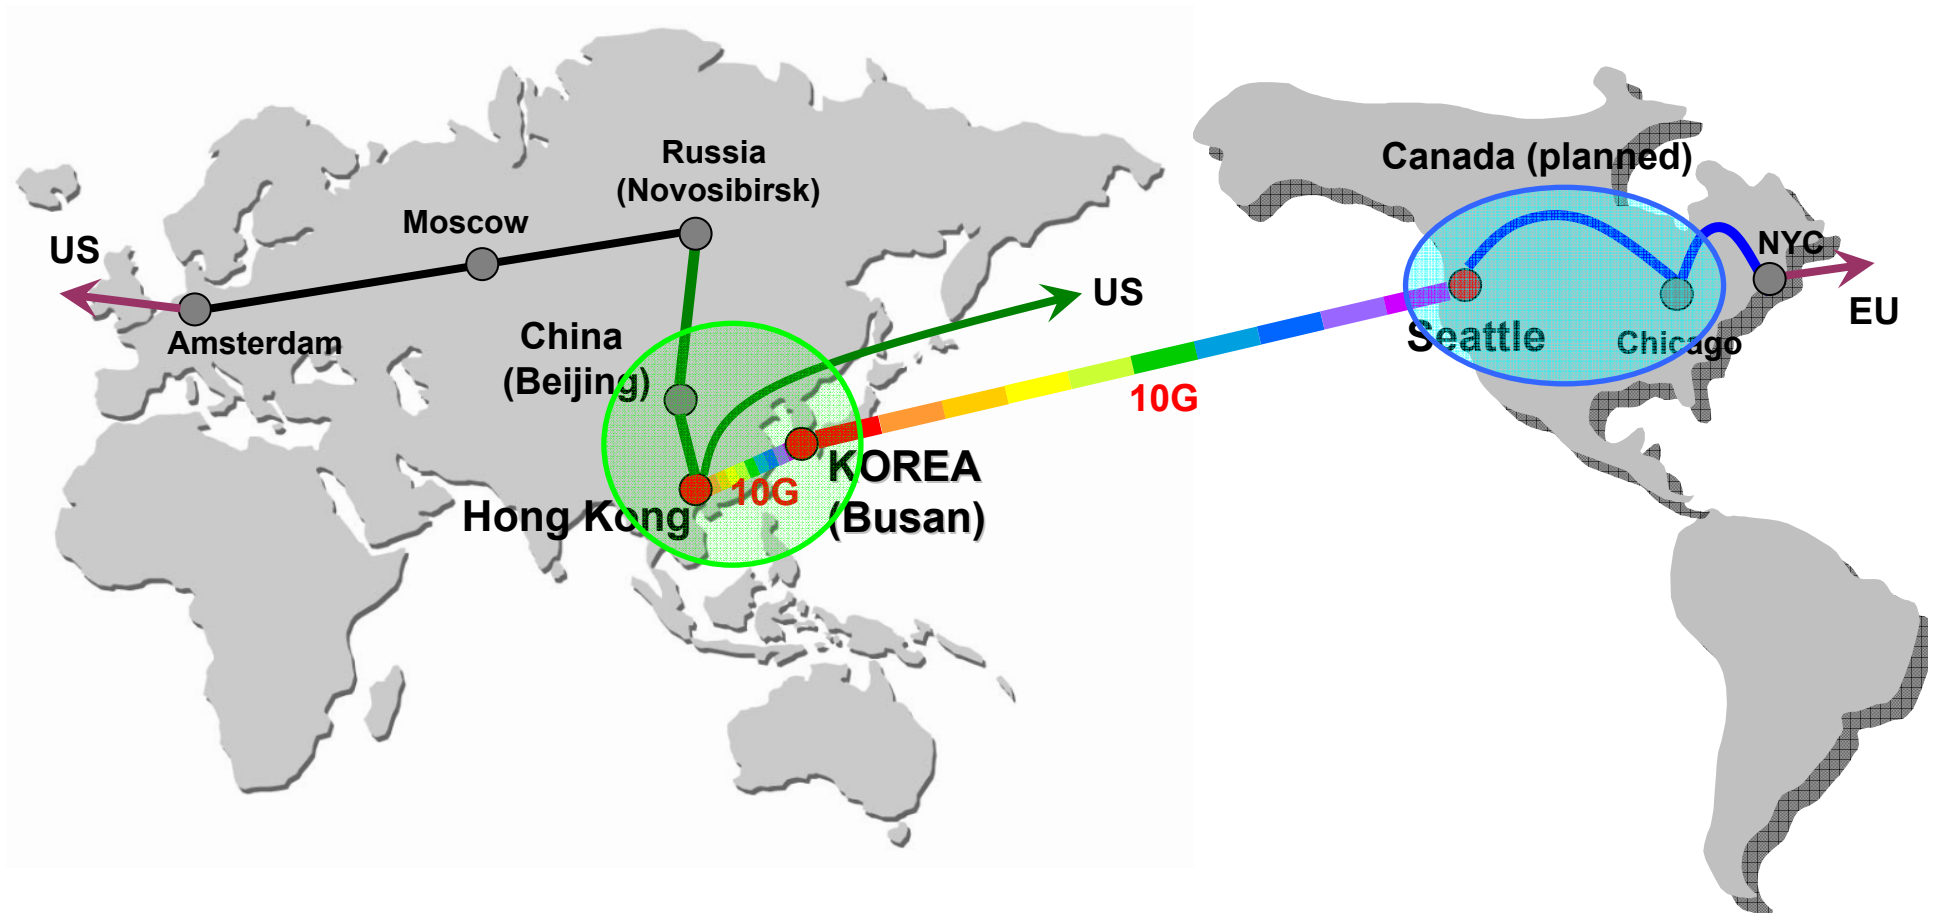 Russia
(Novosibirsk)
Canada (planned)
Moscow
US
NYC
US
EU
Amsterdam
China
(Beijing)
Seattle
Chicago
10G
KOREA
(Busan)
10G
Hong Kong